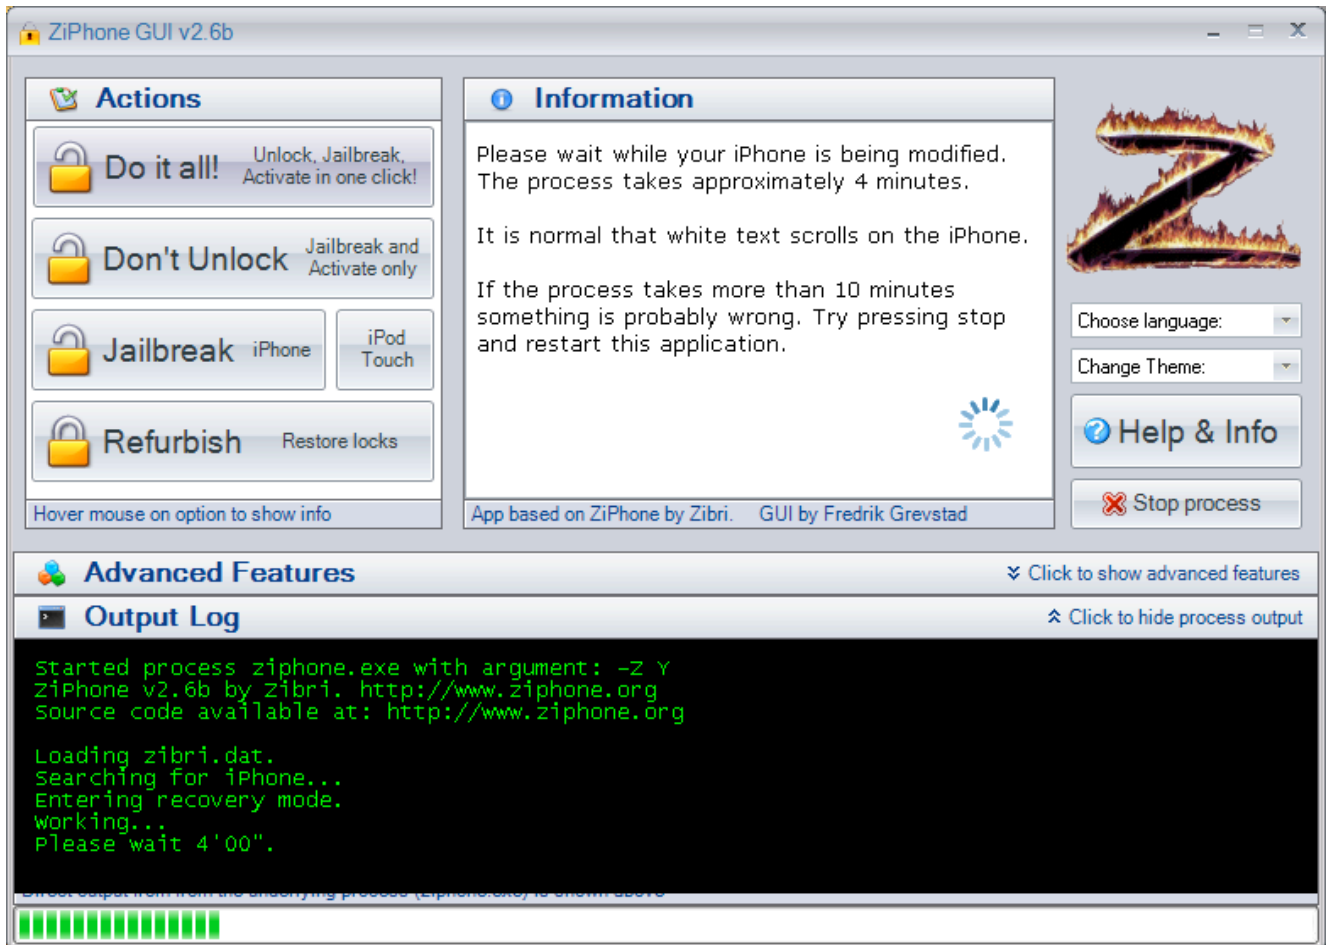 ZiPhone GUI v2.6b
Actions
Do it all!
Unlock, Jailbreak,
Activate in one click!
Don't Unlock
Jailbreak and
Activate only
Jailbreak
iPhone
iPod
Touch
Refurbish
Restore locks
Hover mouse on option to show info
Information
Please wait while your iPhone is being modified.
The process takes approximately 4 minutes.
It is normal that white text scrolls on the iPhone.
If the process takes more than 10 minutes
something is probably wrong. Try pressing stop
and restart this application.
App based on ZiPhone by Zibri. GUI by Fredrik Grevstad
Z
Choose language:
Change Theme:
Help & Info
Stop process
Advanced Features
Click to show advanced features
Output Log
Click to hide process output
Started process ziphone.exe with argument: -Z Y
ZiPhone v2.6b by Zibri. http://www.ziphone.org
Source code available at: http://www.ziphone.org
Loading zibri.dat.
Searching for iPhone...
Entering recovery mode.
Working...
Please wait 4'00".